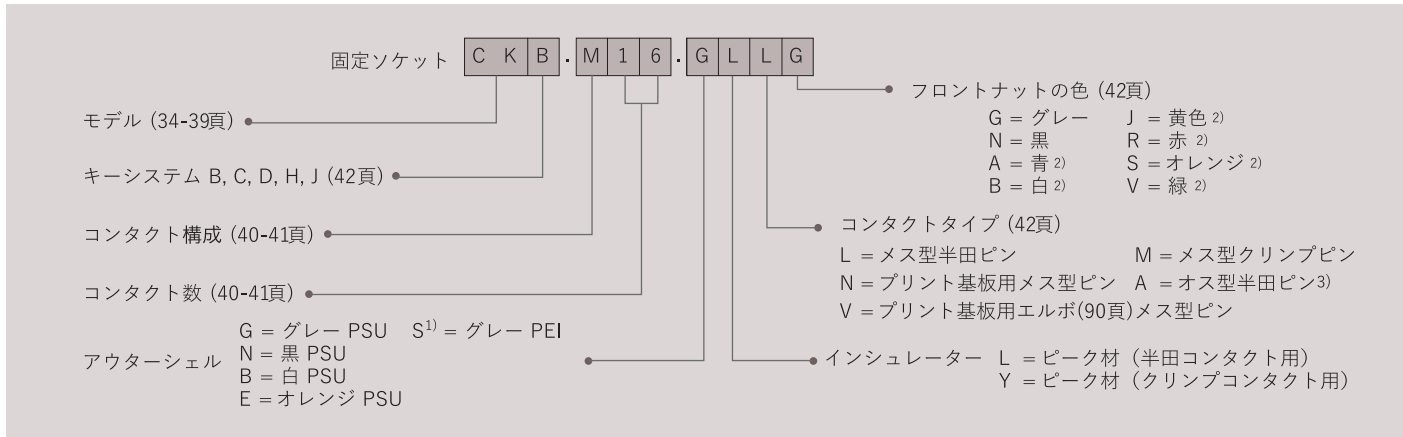 固定ソケット CKB.M16.GLLG
モデル (34-39頁)
キーシステム B, C, D, H, J (42頁)
コンタクト構成 (40-41頁)
コンタクト数 (40-41頁)
アウターシェル
G = グレー PSU S1) = グレー PEI
N = 黒 PSU
B = 白 PSU
E = オレンジ PSU
フロントナットの色 (42頁)
G = グレー J = 黄色 2)
N = 黒 R = 赤 2)
A = 青 2) S = オレンジ 2)
B = 白 2) V = 緑 2)
コンタクトタイプ (42頁)
L = メス型半田ピン M = メス型クリンプピン
N = プリント基板用メス型ピン A = オス型半田ピン3)
V = プリント基板用エルボ(90頁)メス型ピン
インシュレーター L = ピーク材 (半田コンタクト用)
Y = ピーク材 (クリンプコンタクト用)